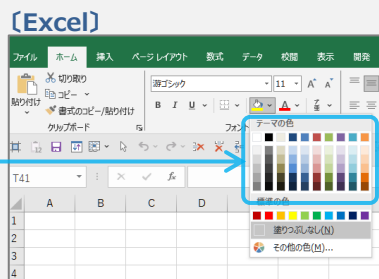 〔Excel〕
ファイル ホーム 挿入 ページ レイアウト 数式 データ 校閲 表示 開発
貼り付け
切り取り
コピー
書式のコピー/貼り付け
クリップボード
游ゴシック 11 A A
B I U A
フォント
テーマの色
標準の色
塗りつぶしなし(N)
その他の色(M)...
T41 fx
A B C D
1
2
3
4